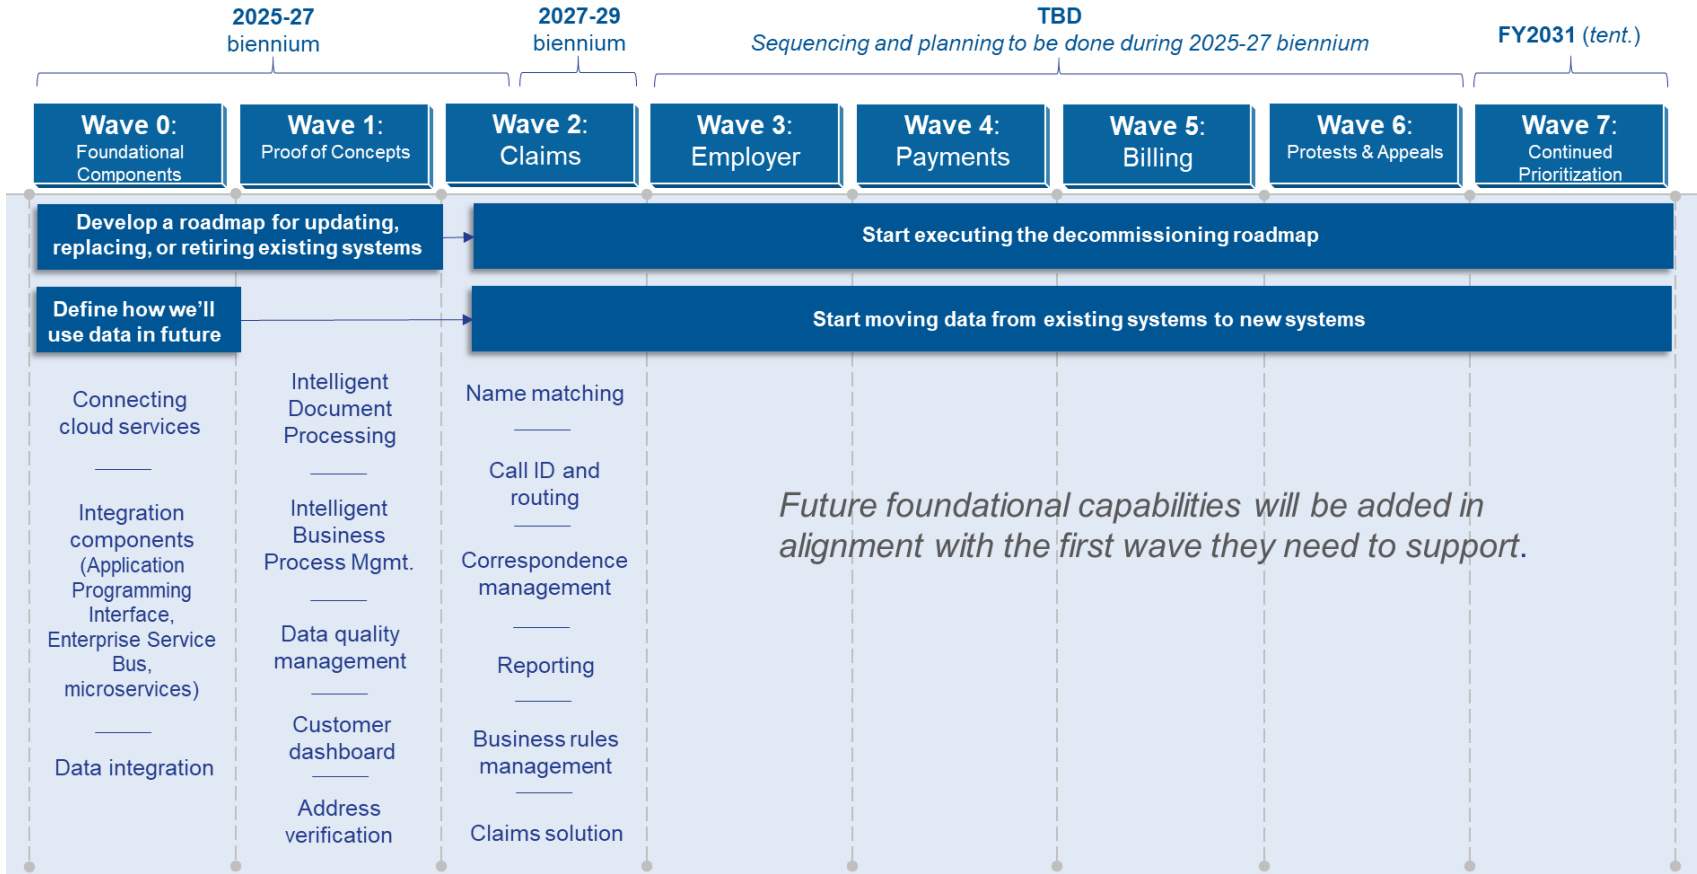 2025-27
biennium
2027-29
biennium
TBD
Sequencing and planning to be done during 2025-27 biennium
FY2031 (tent.)
Wave 0:
Foundational
Components
Wave 1:
Proof of Concepts
Wave 2:
Claims
Wave 3:
Employer
Wave 4:
Payments
Wave 5:
Billing
Wave 6:
Protests & Appeals
Wave 7:
Continued
Prioritization
Develop a roadmap for updating,
replacing, or retiring existing systems
Start executing the decommissioning roadmap
Define how we’ll
use data in future
Start moving data from existing systems to new systems
Connecting
cloud services
Integration
components
(Application
Programming
Interface,
Enterprise Service
Bus,
microservices)
Data integration
Intelligent
Document
Processing
Intelligent
Business
Process Mgmt.
Data quality
management
Customer
dashboard
Address
verification
Name matching
Call ID and
routing
Correspondence
management
Reporting
Business rules
management
Claims solution
Future foundational capabilities will be added in
alignment with the first wave they need to support.